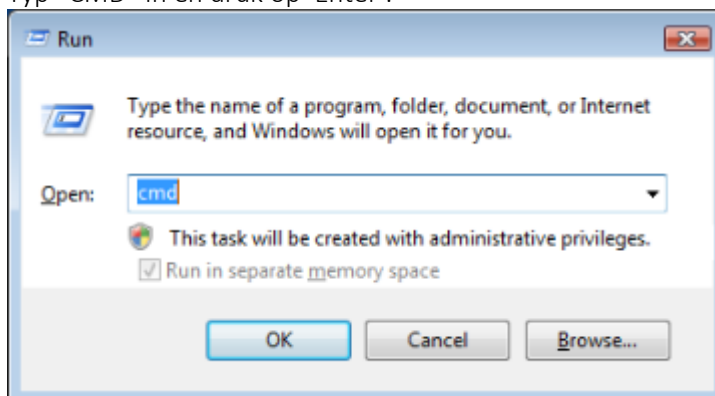 Typ "CMD" in en druk op "Enter".
Run
Type the name of a program, folder, document, or Internet
resource, and Windows will open it for you.
Open: cmd
This task will be created with administrative privileges.
Run in separate memory space
OK Cancel Browse...